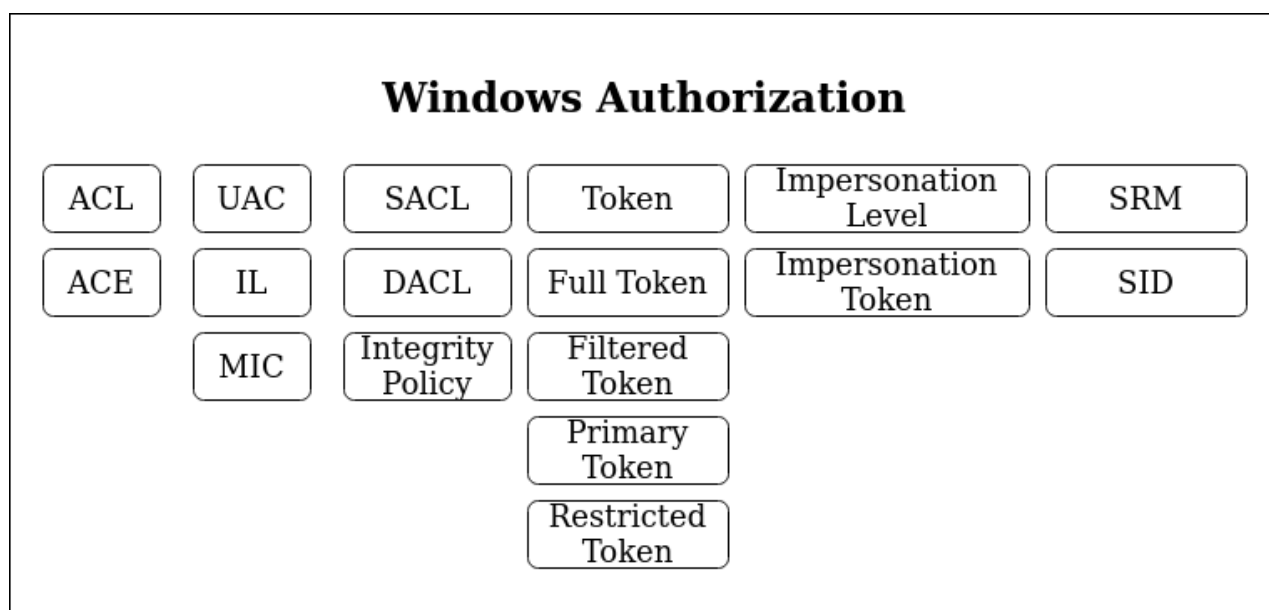 Windows Authorization
ACL
UAC
SACL
Token
Impersonation
Level
SRM
ACE
IL
DACL
Full Token
Impersonation
Token
SID
MIC
Integrity
Policy
Filtered
Token
Primary
Token
Restricted
Token